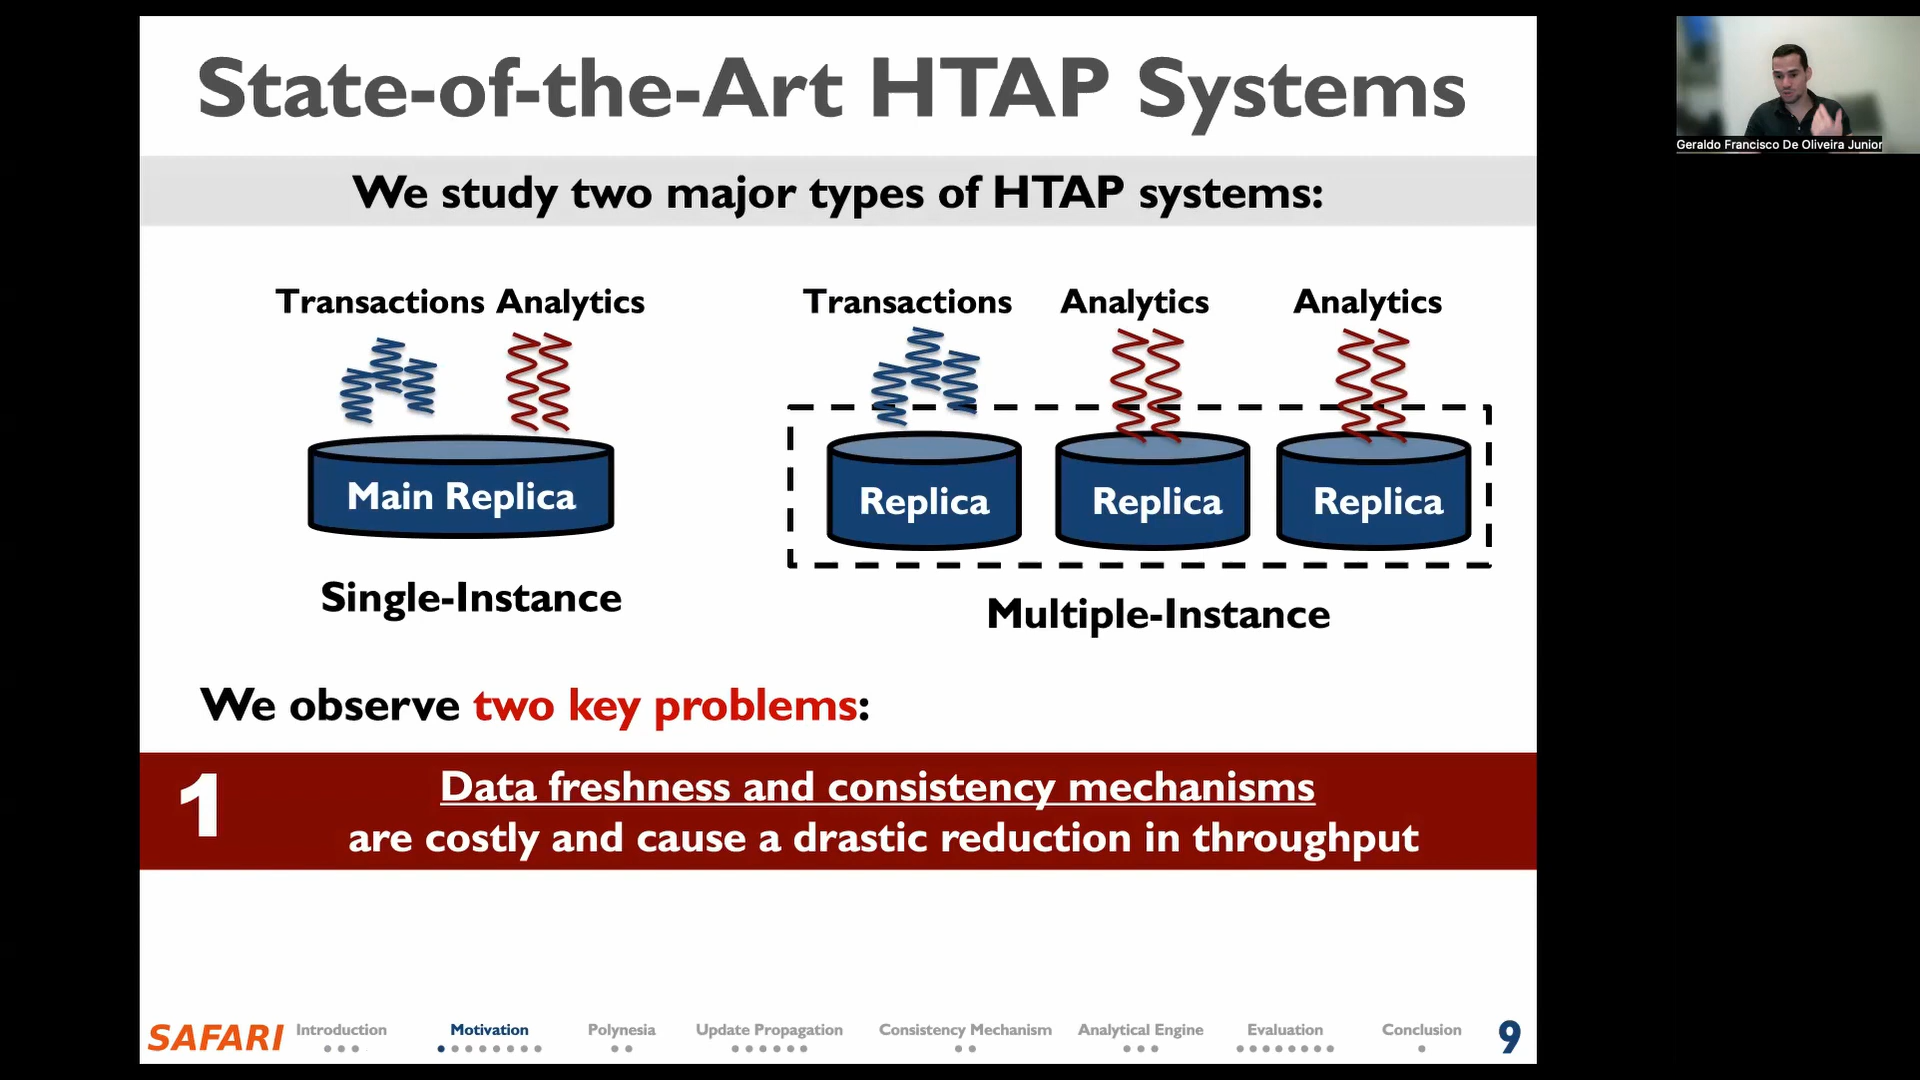 State-of-the-Art HTAP Systems
Geraldo Francisco De Oliveira Junior
We study two major types of HTAP systems:
Transactions Analytics
Transactions Analytics Analytics
Main Replica
Replica Replica Replica
Single-Instance
Multiple-Instance
We observe two key problems:
1
Data freshness and consistency mechanisms
are costly and cause a drastic reduction in throughput
SAFARI Introduction Motivation Polynesia Update Propagation Consistency Mechanism Analytical Engine Evaluation Conclusion 9